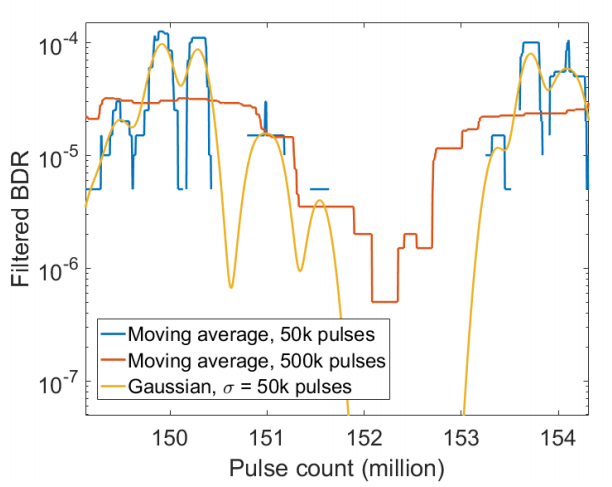 10^-4
10^-5
10^-6
10^-7
Filtered BDR
Moving average, 50k pulses
Moving average, 500k pulses
Gaussian, σ = 50k pulses
150 151 152 153 154
Pulse count (million)